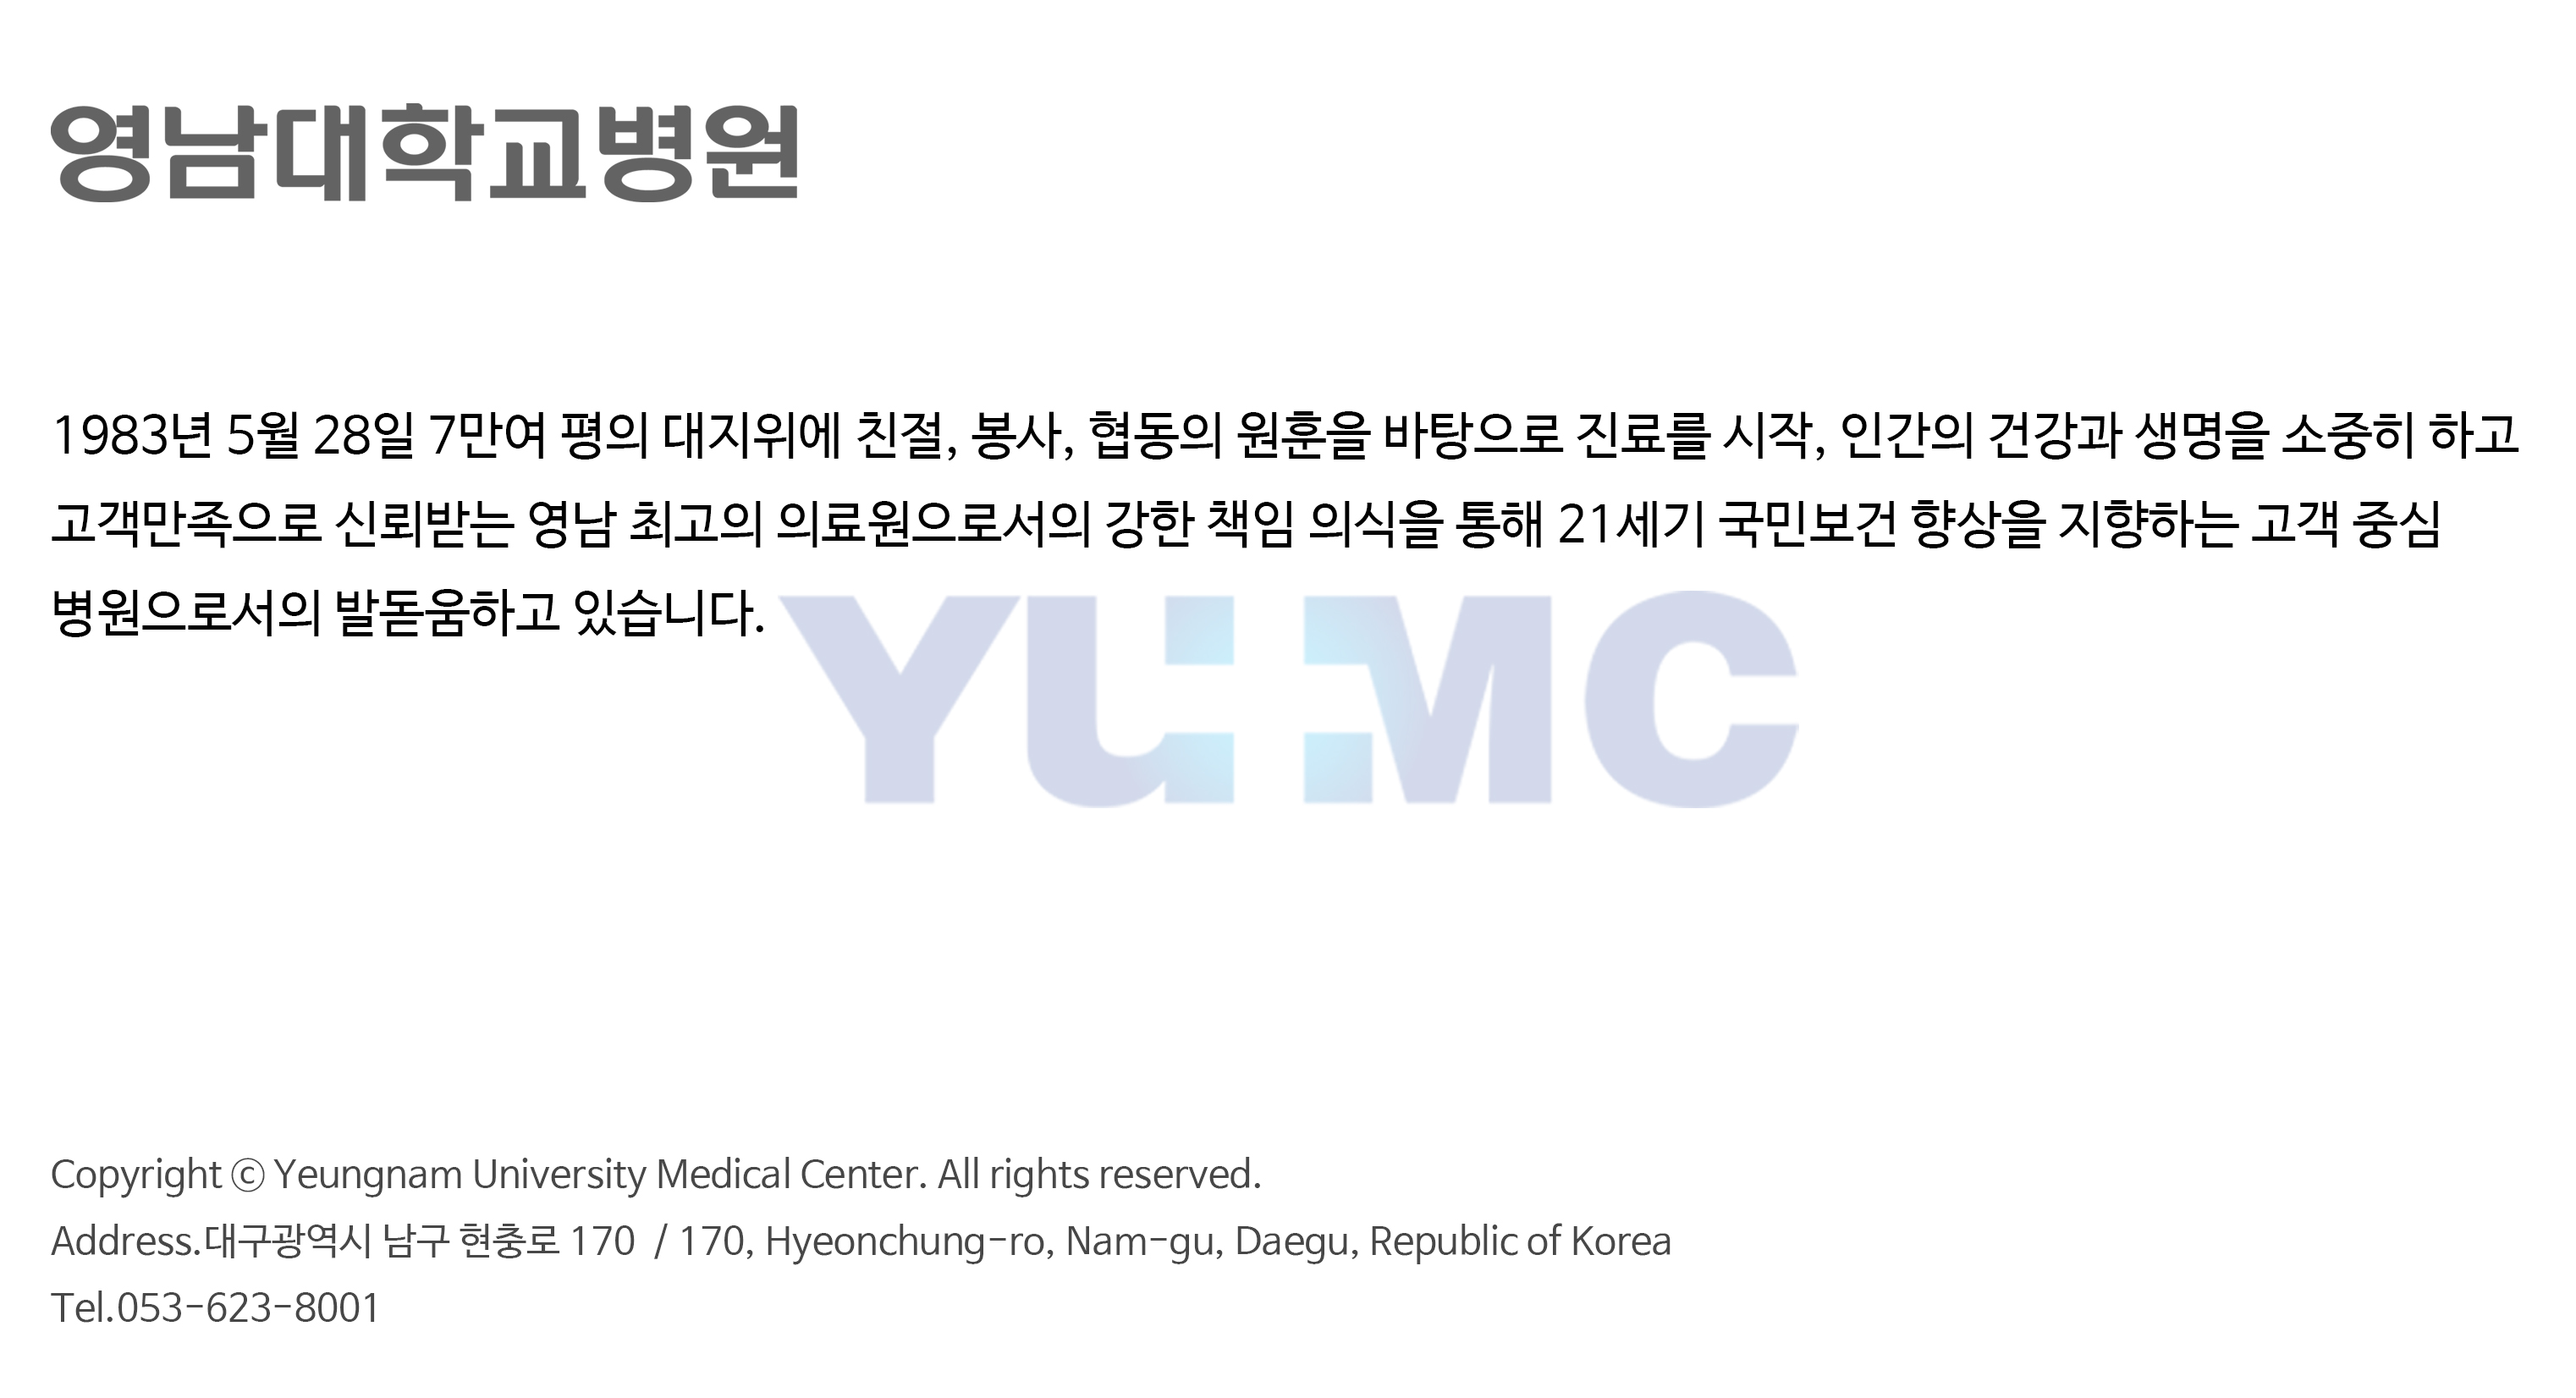 영남대학교병원
1983년 5월 28일 7만여 평의 대지위에 친절, 봉사, 협동의 원훈을 바탕으로 진료를 시작, 인간의 건강과 생명을 소중히 하고
고객만족으로 신뢰받는 영남 최고의 의료원으로서의 강한 책임 의식을 통해 21세기 국민보건 향상을 지향하는 고객 중심
병원으로서의 발돋움하고 있습니다.
YUMC
Copyright ⓒ Yeungnam University Medical Center. All rights reserved.
Address.대구광역시 남구 현충로 170 / 170, Hyeonchung-ro, Nam-gu, Daegu, Republic of Korea
Tel.053-623-8001